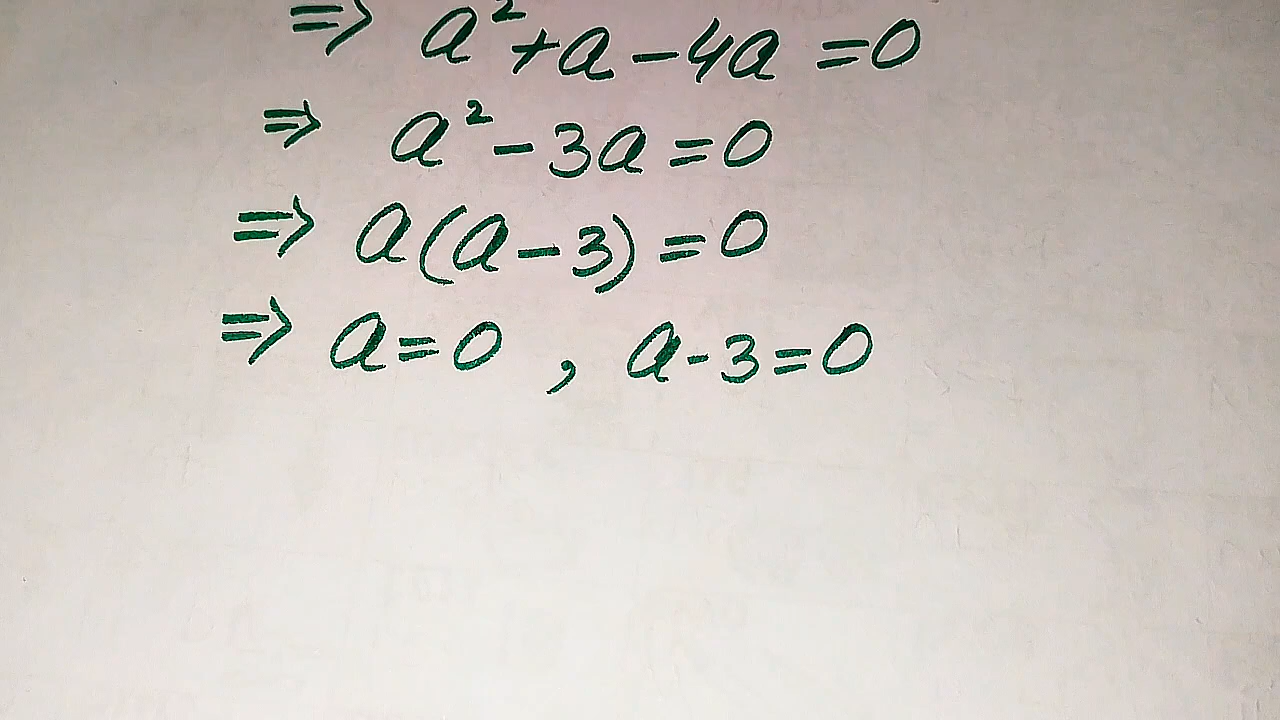 ⇒ a²+a-4a=0
⇒ a²-3a=0
⇒ a(a-3)=0
⇒ a=0 , a-3=0